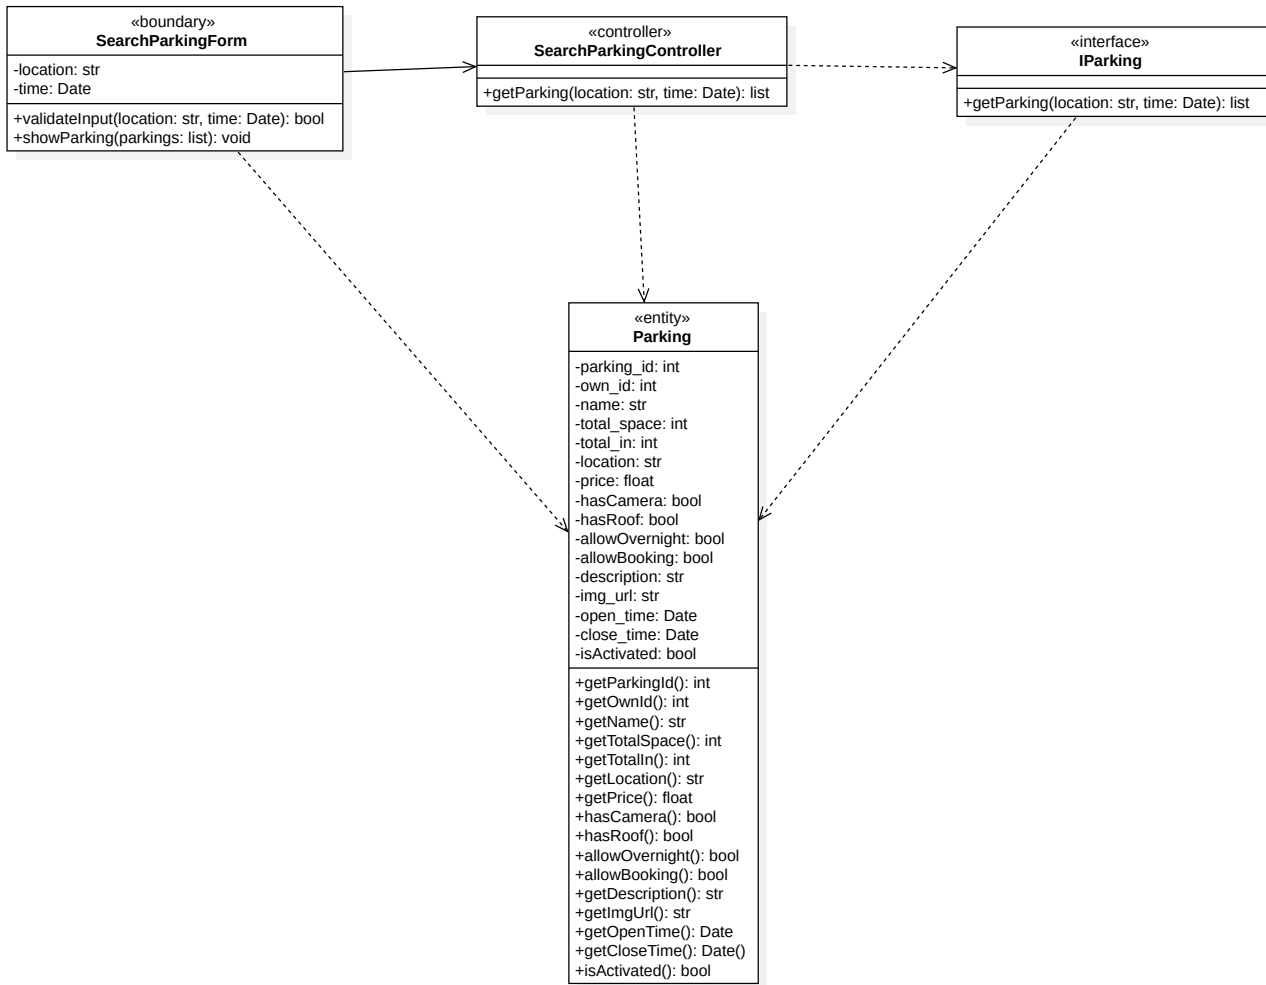 «boundary»
SearchParkingForm
-location: str
-time: Date
+validateInput(location: str, time: Date): bool
+showParking(parkings: list): void
«controller»
SearchParkingController
+getParking(location: str, time: Date): list
«interface»
IParking
+getParking(location: str, time: Date): list
«entity»
Parking
-parking_id: int
-own_id: int
-name: str
-total_space: int
-total_in: int
-location: str
-price: float
-hasCamera: bool
-hasRoof: bool
-allowOvernight: bool
-allowBooking: bool
-description: str
-img_url: str
-open_time: Date
-close_time: Date
-isActivated: bool
+getParkingId(): int
+getOwnId(): int
+getName(): str
+getTotalSpace(): int
+getTotalIn(): int
+getLocation(): str
+getPrice(): float
+hasCamera(): bool
+hasRoof(): bool
+allowOvernight(): bool
+allowBooking(): bool
+getDescription(): str
+getImgUrl(): str
+getOpenTime(): Date
+getCloseTime(): Date()
+isActivated(): bool